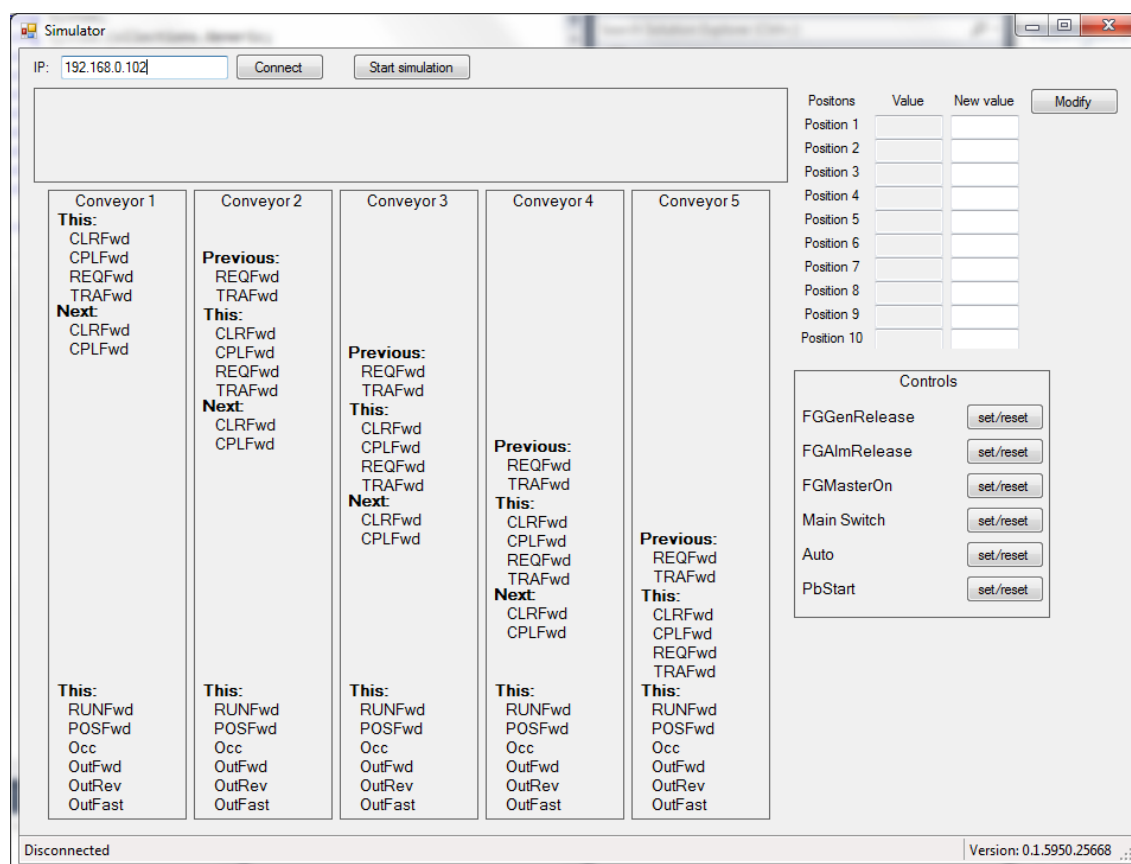 Simulator
IP: 192.168.0.102 Connect Start simulation
Positons Value New value Modify
Position 1
Position 2
Position 3
Position 4
Position 5
Position 6
Position 7
Position 8
Position 9
Position 10
Conveyor 1
This:
CLRFwd
CPLFwd
REQFwd
TRAFwd
Next:
CLRFwd
CPLFwd
This:
RUNFwd
POSFwd
Occ
OutFwd
OutRev
OutFast
Conveyor 2
Previous:
REQFwd
TRAFwd
This:
CLRFwd
CPLFwd
REQFwd
TRAFwd
Next:
CLRFwd
CPLFwd
This:
RUNFwd
POSFwd
Occ
OutFwd
OutRev
OutFast
Conveyor 3
Previous:
REQFwd
TRAFwd
This:
CLRFwd
CPLFwd
REQFwd
TRAFwd
Next:
CLRFwd
CPLFwd
This:
RUNFwd
POSFwd
Occ
OutFwd
OutRev
OutFast
Conveyor 4
Previous:
REQFwd
TRAFwd
This:
CLRFwd
CPLFwd
REQFwd
TRAFwd
Next:
CLRFwd
CPLFwd
This:
RUNFwd
POSFwd
Occ
OutFwd
OutRev
OutFast
Conveyor 5
Previous:
REQFwd
TRAFwd
This:
CLRFwd
CPLFwd
REQFwd
TRAFwd
This:
RUNFwd
POSFwd
Occ
OutFwd
OutRev
OutFast
Controls
FGGenRelease set/reset
FGAlmRelease set/reset
FGMasterOn set/reset
Main Switch set/reset
Auto set/reset
PbStart set/reset
Disconnected Version: 0.1.5950.25668